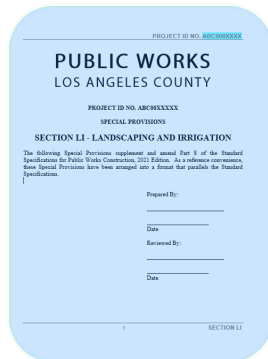 PROJECT ID NO. ABC000XXXX
PUBLIC WORKS
LOS ANGELES COUNTY
PROJECT ID NO. ABC00XXXXX
SPECIAL PROVISIONS
SECTION LI - LANDSCAPING AND IRRIGATION
The following Special Provisions supplement and amend Part 8 of the Standard
Specifications for Public Works Construction, 2021 Edition. As a reference convenience,
these Special Provisions have been arranged into a format that parallels the Standard
Specifications.
Prepared By:
Date
Reviewed By:
Date
1 SECTION LI